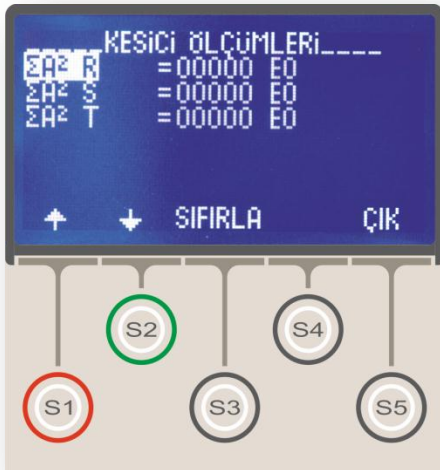 KESİCİ ÖLÇÜMLERİ____
ΣA² R =00000 E0
ΣA² S =00000 E0
ΣA² T =00000 E0
↑ ↓ SIFIRLA ÇIK
S2 S4
S1 S3 S5